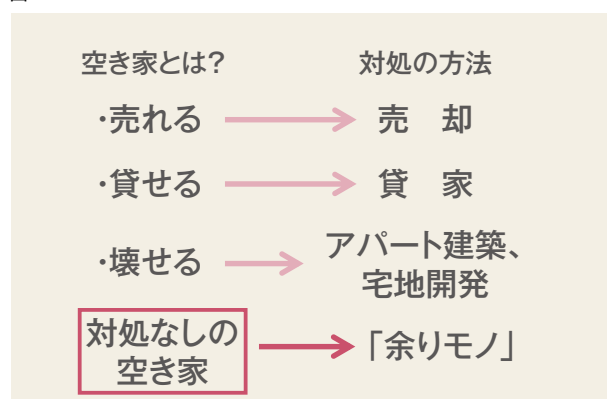 空き家とは?
対処の方法
・売れる
売　却
・貸せる
貸　家
・壊せる
アパート建築、
宅地開発
対処なしの
空き家
「余りモノ」